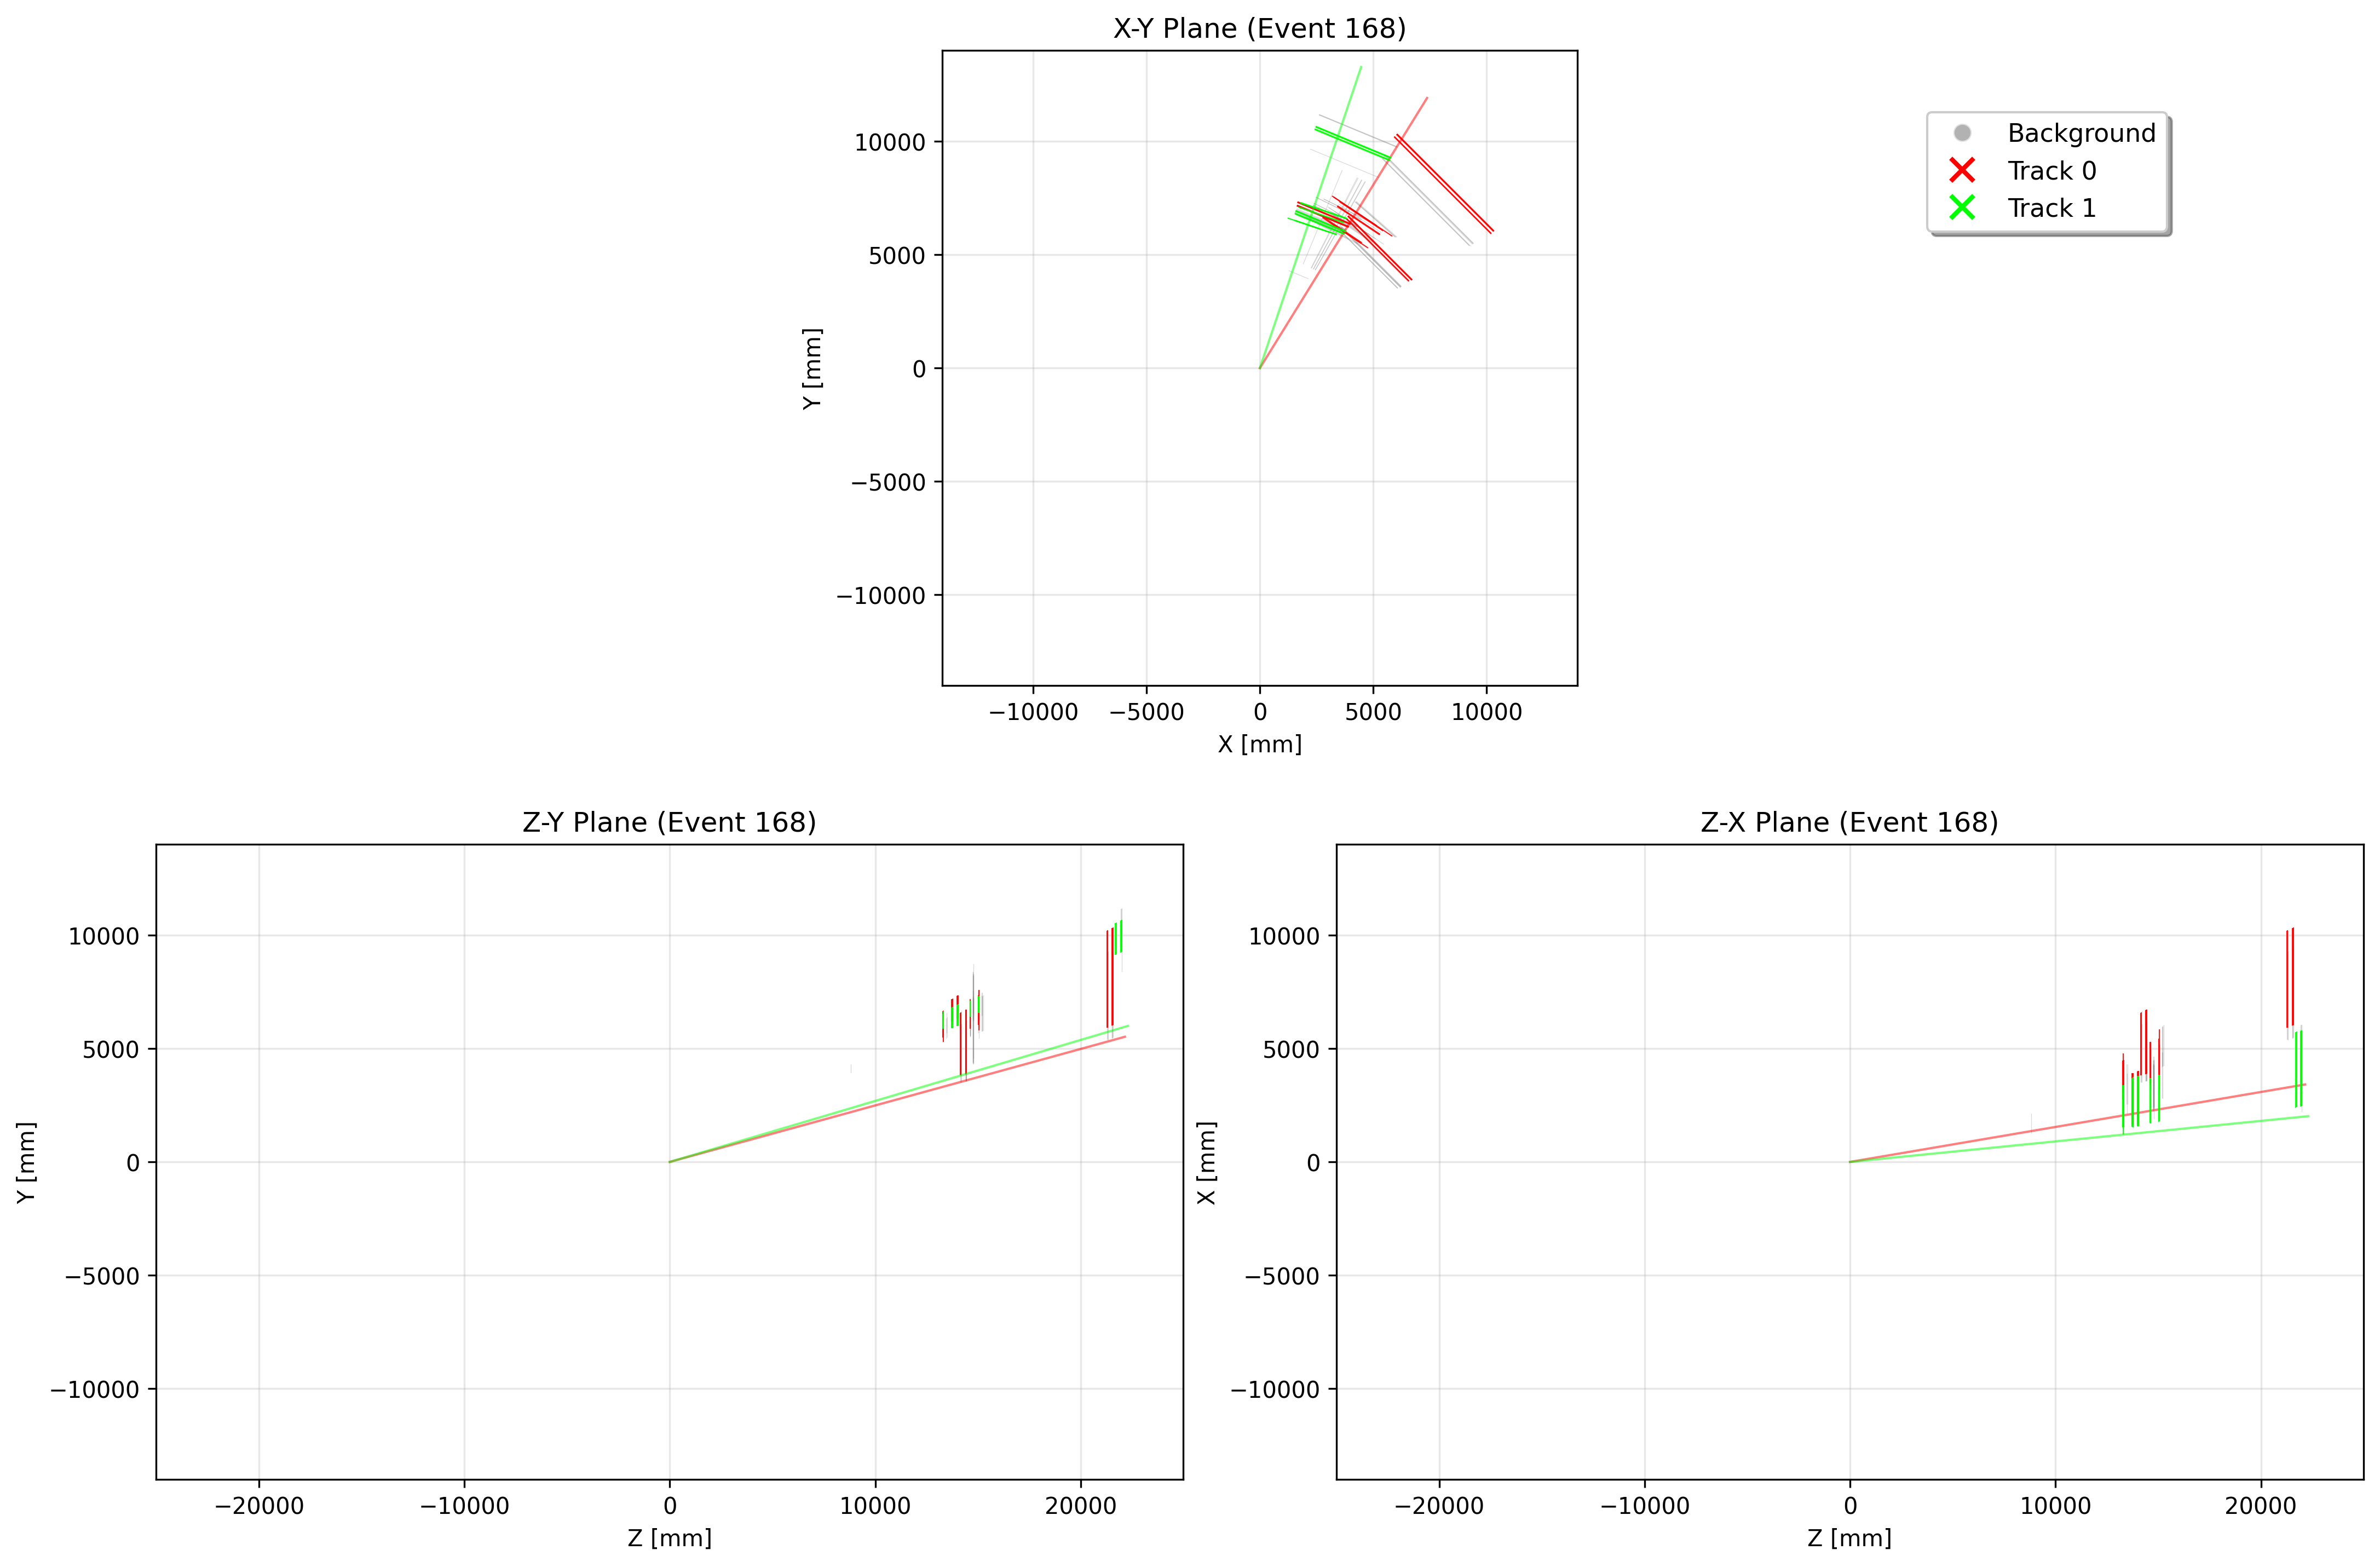 X-Y Plane (Event 168)
Y [mm]
10000
5000
0
−5000
−10000
−10000 −5000 0 5000 10000
X [mm]
Background
Track 0
Track 1
Z-Y Plane (Event 168)
Y [mm]
10000
5000
0
−5000
−10000
−20000 −10000 0 10000 20000
Z [mm]
Z-X Plane (Event 168)
X [mm]
10000
5000
0
−5000
−10000
−20000 −10000 0 10000 20000
Z [mm]